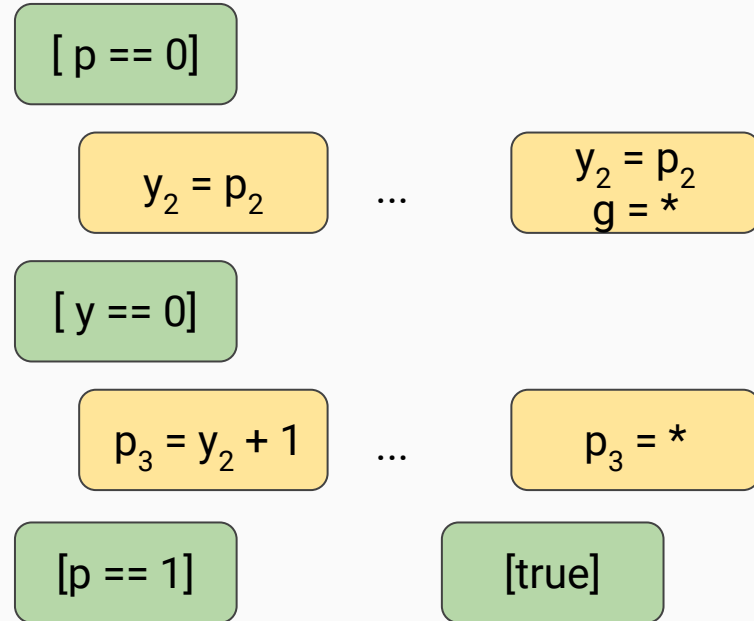 [ p == 0]
y₂ = p₂
...
y₂ = p₂
g = *
[ y == 0]
p₃ = y₂ + 1
...
p₃ = *
[p == 1]
[true]